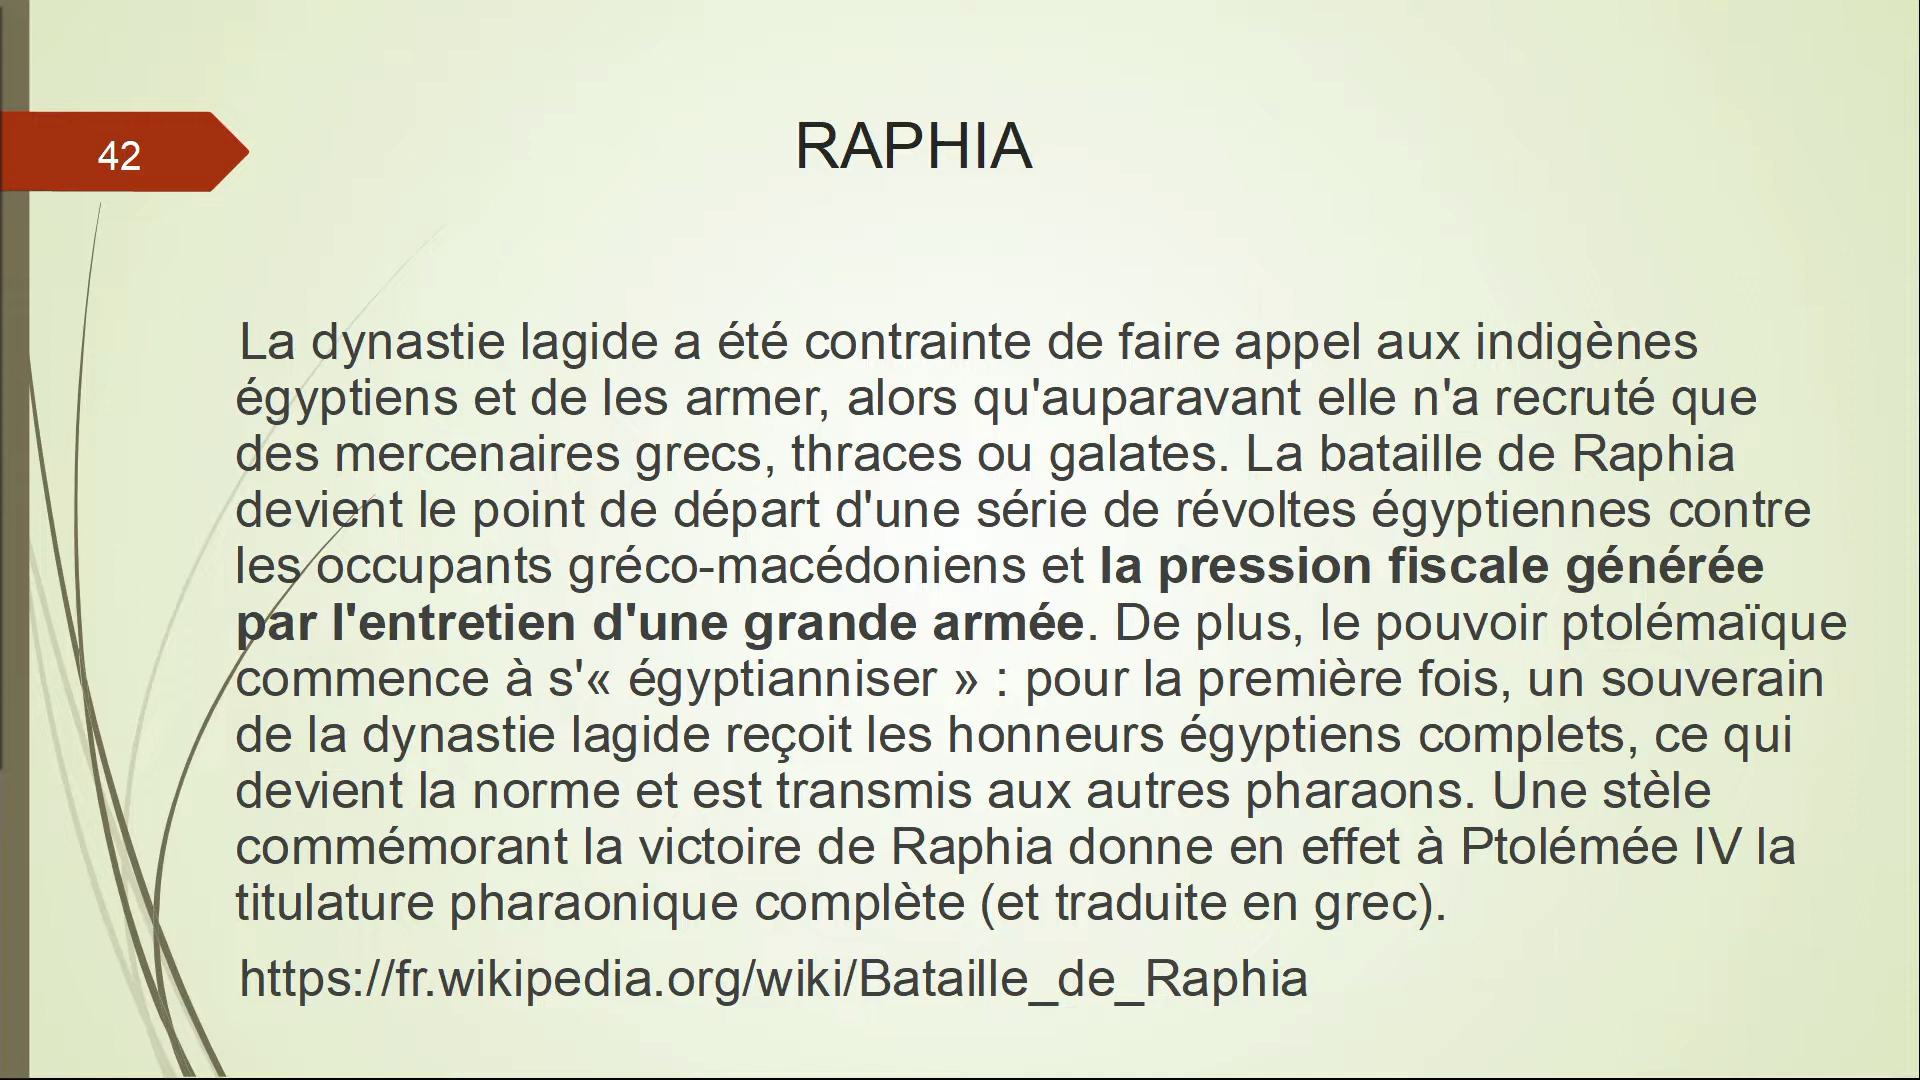 42
RAPHIA
La dynastie lagide a été contrainte de faire appel aux indigènes
égyptiens et de les armer, alors qu'auparavant elle n'a recruté que
des mercenaires grecs, thraces ou galates. La bataille de Raphia
devient le point de départ d'une série de révoltes égyptiennes contre
les occupants gréco-macédoniens et la pression fiscale générée
par l'entretien d'une grande armée. De plus, le pouvoir ptolémaïque
commence à s'« égyptianniser » : pour la première fois, un souverain
de la dynastie lagide reçoit les honneurs égyptiens complets, ce qui
devient la norme et est transmis aux autres pharaons. Une stèle
commémorant la victoire de Raphia donne en effet à Ptolémée IV la
titulature pharaonique complète (et traduite en grec).
https://fr.wikipedia.org/wiki/Bataille_de_Raphia